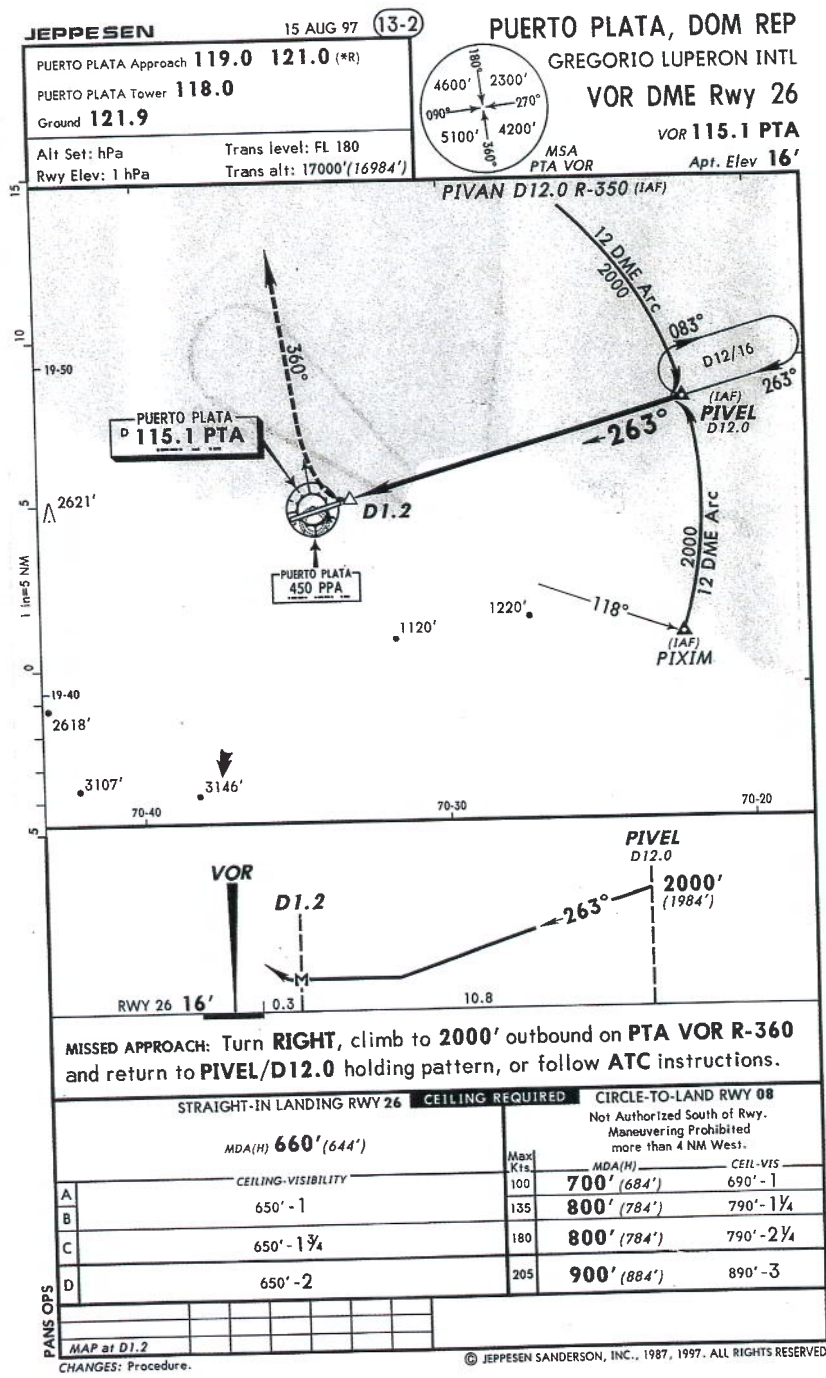 JEPPESEN 15 AUG 97 13-2 PUERTO PLATA, DOM REP
GREGORIO LUPERON INTL
VOR DME Rwy 26
VOR 115.1 PTA
Apt. Elev 16'
PUERTO PLATA Approach 119.0 121.0 (*R)
PUERTO PLATA Tower 118.0
Ground 121.9
Alt Set: hPa Trans level: FL 180
Rwy Elev: 1 hPa Trans alt: 17000' (16984')
180°
4600' 2300'
090° 270°
5100' 4200'
360°
MSA
PTA VOR
15
PIVAN D12.0 R-350 (IAF)
12 DME Arc
2000
083°
D12/16
263°
(IAF)
PIVEL
D12.0
10
19-50
360°
263°
PUERTO PLATA
D 115.1 PTA
D1.2
5
2621'
PUERTO PLATA
450 PPA
2000
12 DME Arc
1 in=5 NM
1120'
1220'
118°
(IAF)
PIXIM
0
19-40
2618'
3107'
3146'
70-40 70-30 70-20
5
VOR
D1.2
PIVEL
D12.0
263°
2000'
(1984')
M
RWY 26 16' 0.3 10.8
MISSED APPROACH: Turn RIGHT, climb to 2000' outbound on PTA VOR R-360
and return to PIVEL/D12.0 holding pattern, or follow ATC instructions.
STRAIGHT-IN LANDING RWY 26 CEILING REQUIRED CIRCLE-TO-LAND RWY 08
Not Authorized South of Rwy.
Maneuvering Prohibited
more than 4 NM West.
MDA(H) 660' (644')
CEILING-VISIBILITY
Max
Kts. MDA(H) CEIL-VIS
A
B
650'-1
C 650'-1¾
D 650'-2
100 700' (684') 690'-1
135 800' (784') 790'-1¼
180 800' (784') 790'-2¼
205 900' (884') 890'-3
PANS OPS
MAP at D1.2
CHANGES: Procedure.
© JEPPESEN SANDERSON, INC., 1987, 1997. ALL RIGHTS RESERVED